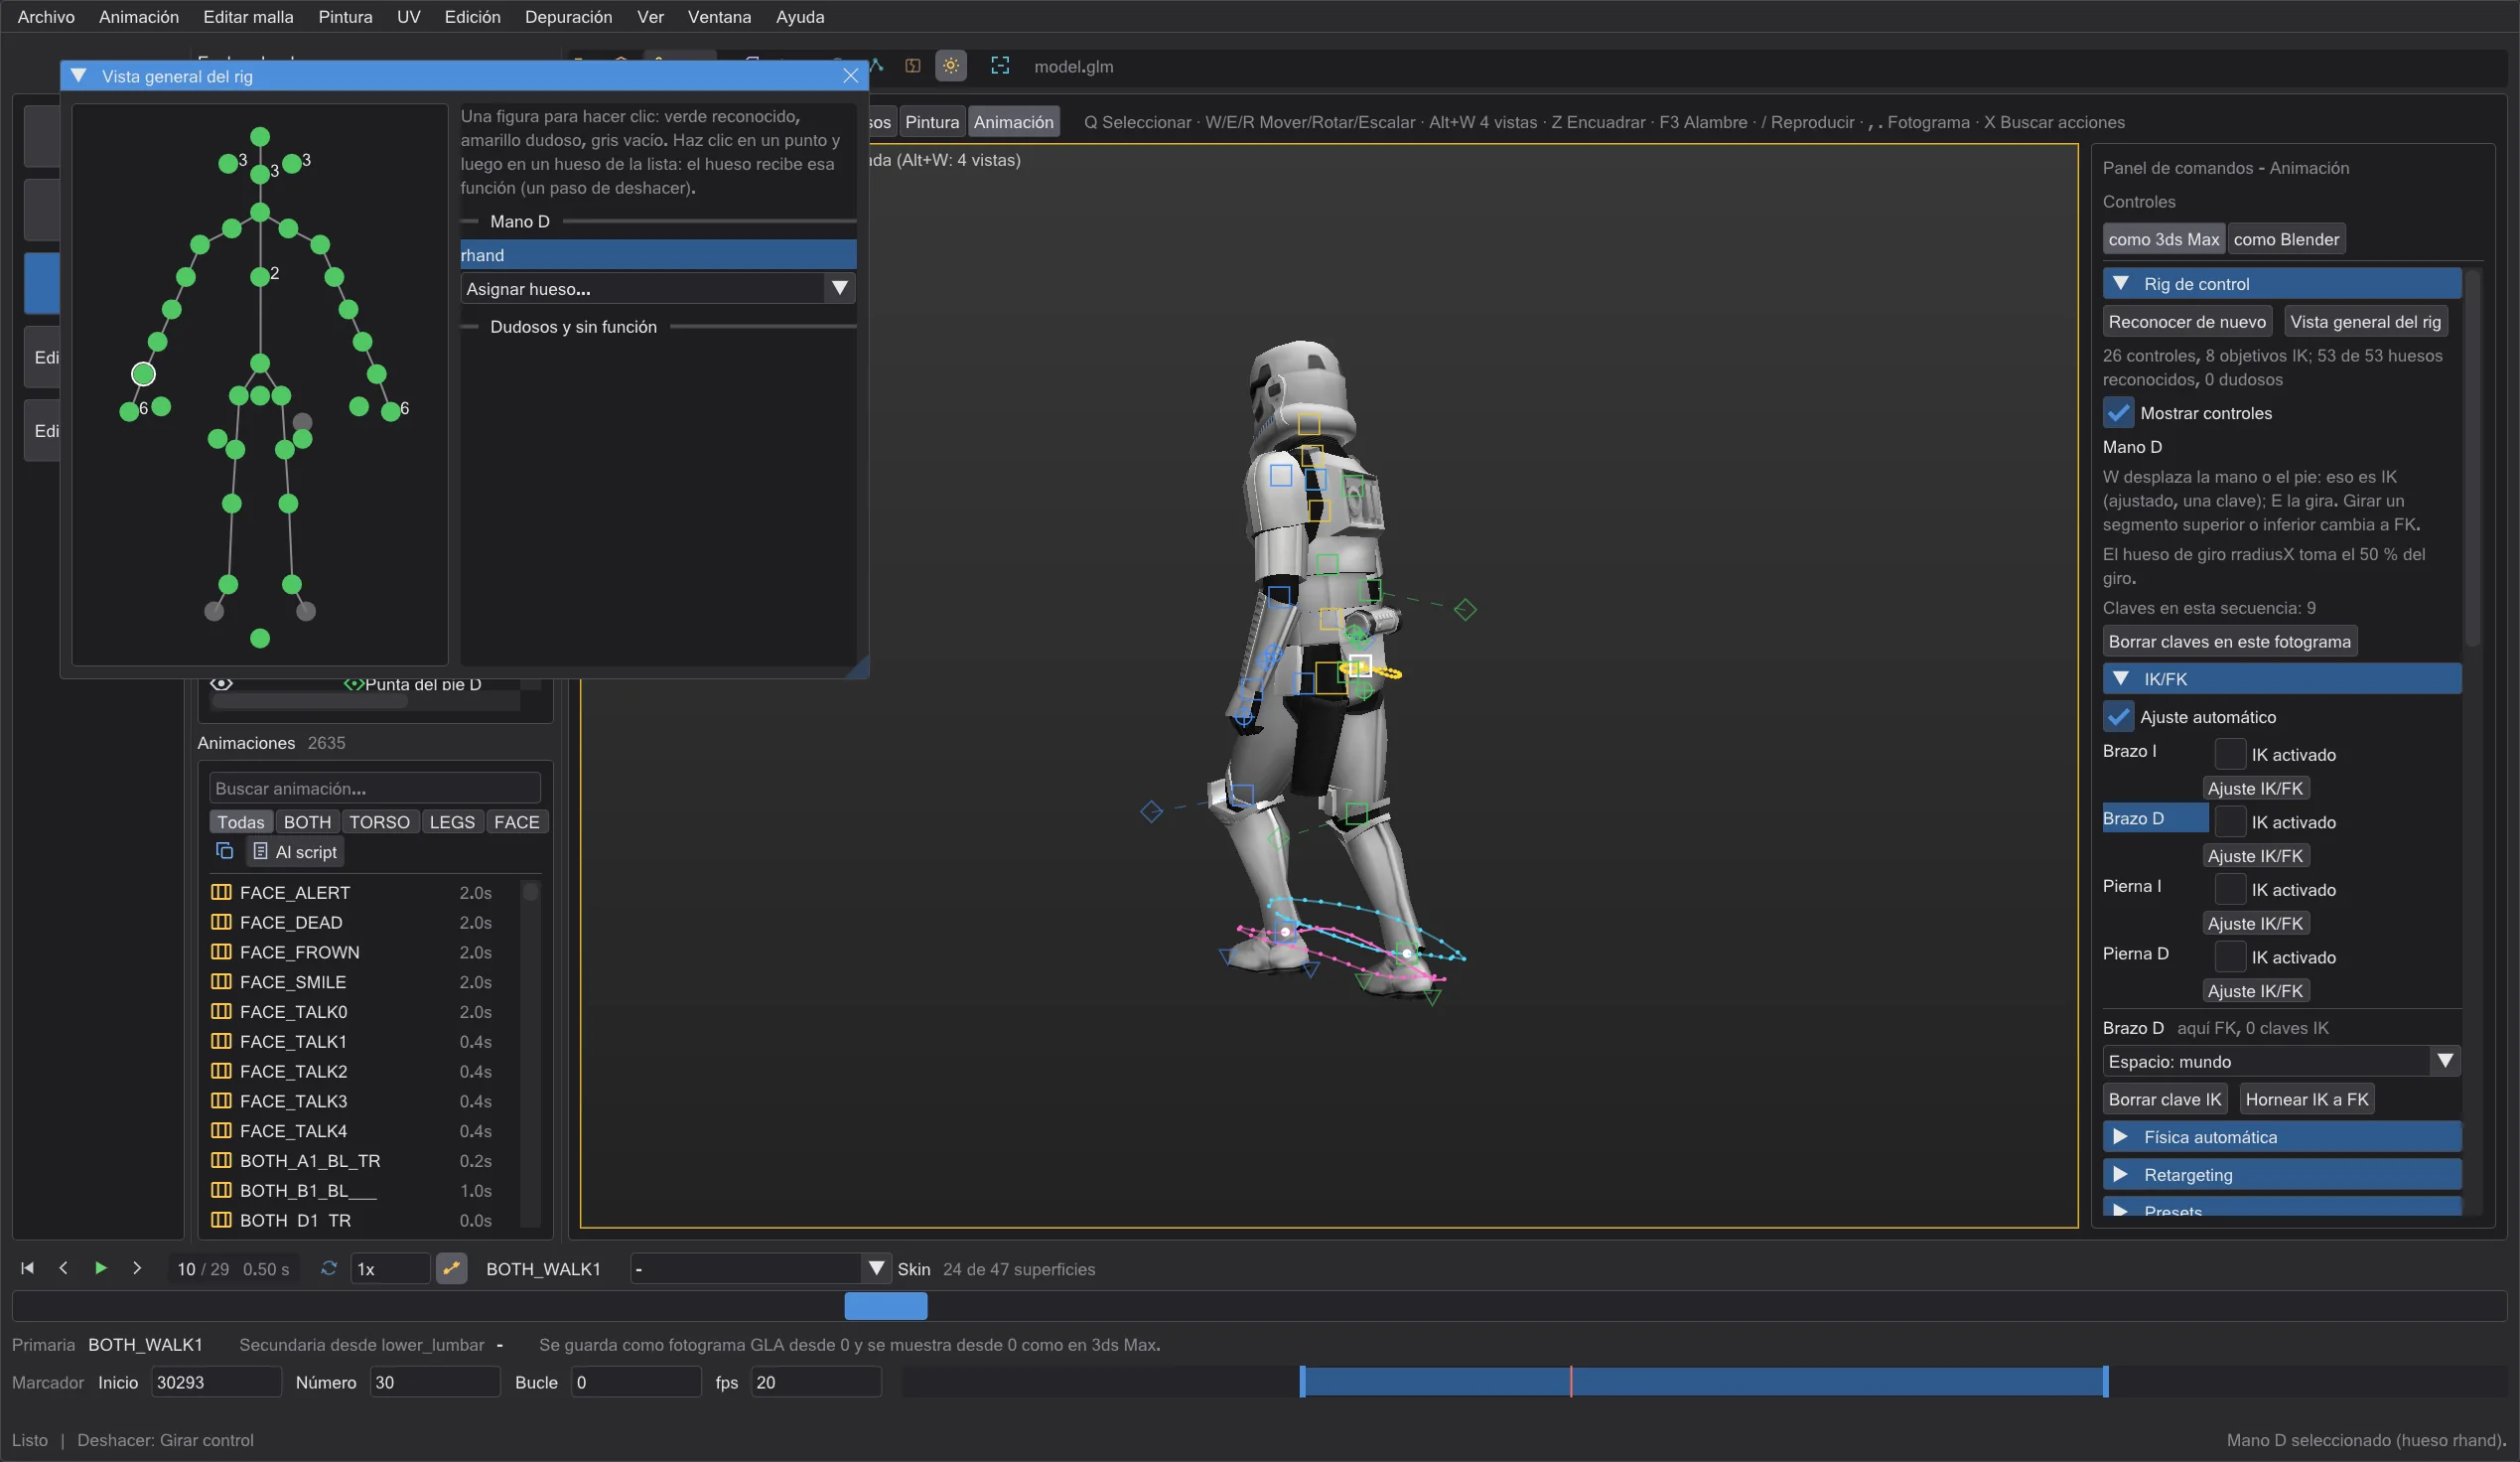 Archivo Animación Editar malla Pintura UV Edición Depuración Ver Ventana Ayuda
model.glm
Vista general del rig
Una figura para hacer clic: verde reconocido,
amarillo dudoso, gris vacío. Haz clic en un punto y
luego en un hueso de la lista: el hueso recibe esa
función (un paso de deshacer).
Mano D
rhand
Asignar hueso...
Dudosos y sin función
3
3
3
2
6
6
Edi
Edi
sos Pintura Animación Q Seleccionar · W/E/R Mover/Rotar/Escalar · Alt+W 4 vistas · Z Encuadrar · F3 Alambre · / Reproducir · , . Fotograma · X Buscar acciones
ada (Alt+W: 4 vistas)
Punta del pie D
Animaciones 2635
Buscar animación...
Todas BOTH TORSO LEGS FACE
Al script
FACE_ALERT 2.0s
FACE_DEAD 2.0s
FACE_FROWN 2.0s
FACE_SMILE 2.0s
FACE_TALK0 2.0s
FACE_TALK1 0.4s
FACE_TALK2 0.4s
FACE_TALK3 0.4s
FACE_TALK4 0.4s
BOTH_A1_BL_TR 0.2s
BOTH_B1_BL___ 1.0s
BOTH_D1_TR 0.0s
Panel de comandos - Animación
Controles
como 3ds Max como Blender
Rig de control
Reconocer de nuevo Vista general del rig
26 controles, 8 objetivos IK; 53 de 53 huesos
reconocidos, 0 dudosos
Mostrar controles
Mano D
W desplaza la mano o el pie: eso es IK
(ajustado, una clave); E la gira. Girar un
segmento superior o inferior cambia a FK.
El hueso de giro rradiusX toma el 50 % del
giro.
Claves en esta secuencia: 9
Borrar claves en este fotograma
IK/FK
Ajuste automático
Brazo I IK activado
Ajuste IK/FK
Brazo D IK activado
Ajuste IK/FK
Pierna I IK activado
Ajuste IK/FK
Pierna D IK activado
Ajuste IK/FK
Brazo D aquí FK, 0 claves IK
Espacio: mundo
Borrar clave IK Hornear IK a FK
Física automática
Retargeting
Presets
10 / 29 0.50 s 1x BOTH_WALK1 - Skin 24 de 47 superficies
Primaria BOTH_WALK1 Secundaria desde lower_lumbar - Se guarda como fotograma GLA desde 0 y se muestra desde 0 como en 3ds Max.
Marcador Inicio 30293 Número 30 Bucle 0 fps 20
Listo | Deshacer: Girar control
Mano D seleccionado (hueso rhand).